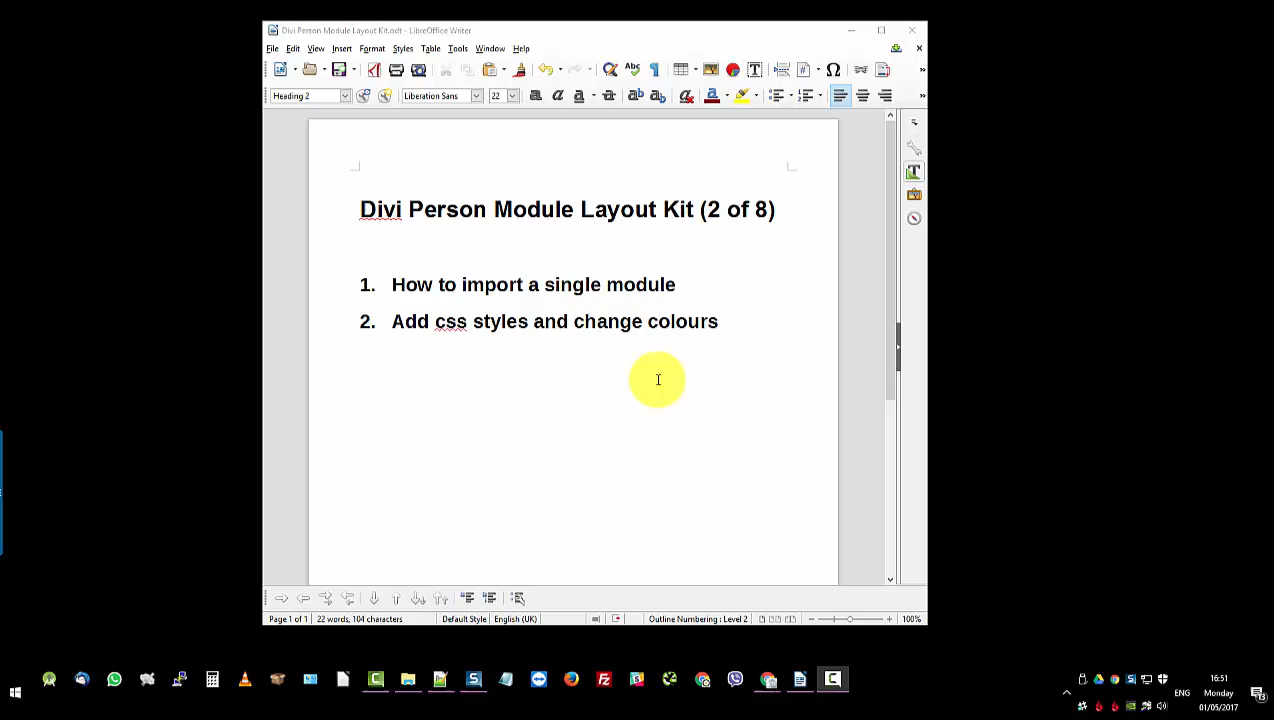 Divi Person Module Layout Kit.odt - LibreOffice Writer
File Edit View Insert Format Styles Table Tools Window Help
Heading 2 Liberation Sans 22
Divi Person Module Layout Kit (2 of 8)
1. How to import a single module
2. Add css styles and change colours
Page 1 of 1 22 words, 104 characters Default Style English (UK) Outline Numbering : Level 2 100%
16:51
ENG Monday
01/05/2017